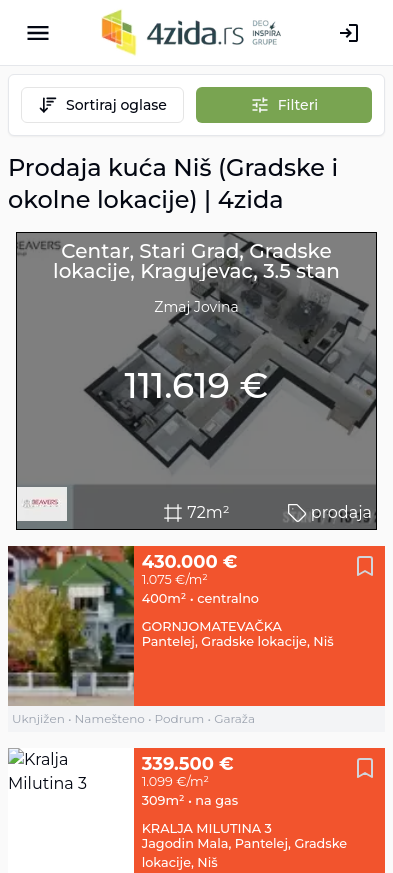 4zida.rs
DEO
INSPIRA
GRUPE
Sortiraj oglase
Filteri
Prodaja kuća Niš (Gradske i
okolne lokacije) | 4zida
BEAVERS
Centar, Stari Grad, Gradske
lokacije, Kragujevac, 3.5 stan
Zmaj Jovina
111.619 €
BEAVERS
72m²
prodaja
430.000 €
1.075 €/m²
400m² • centralno
GORNJOMATEVAČKA
Pantelej, Gradske lokacije, Niš
Uknjižen • Namešteno • Podrum • Garaža
Kralja
Milutina 3
339.500 €
1.099 €/m²
309m² • na gas
KRALJA MILUTINA 3
Jagodin Mala, Pantelej, Gradske
lokacije, Niš